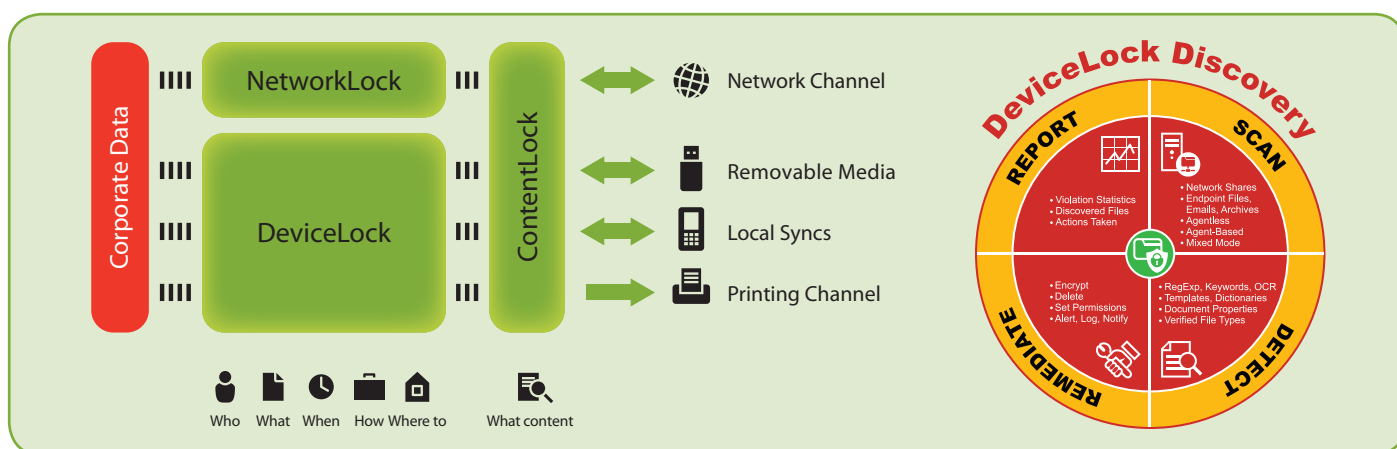 Corporate Data
NetworkLock
DeviceLock
ContentLock
Network Channel
Removable Media
Local Syncs
Printing Channel
Who What When How Where to
What content
DeviceLock Discovery
REPORT
• Violation Statistics
• Discovered Files
• Actions Taken
SCAN
• Network Shares
• Endpoint Files,
Emails, Archives
• Agentless
• Agent-Based
• Mixed Mode
REMEDIATE
• Encrypt
• Delete
• Set Permissions
• Alert, Log, Notify
DETECT
• RegExp, Keywords, OCR
• Templates, Dictionaries
• Document Properties
• Verified File Types